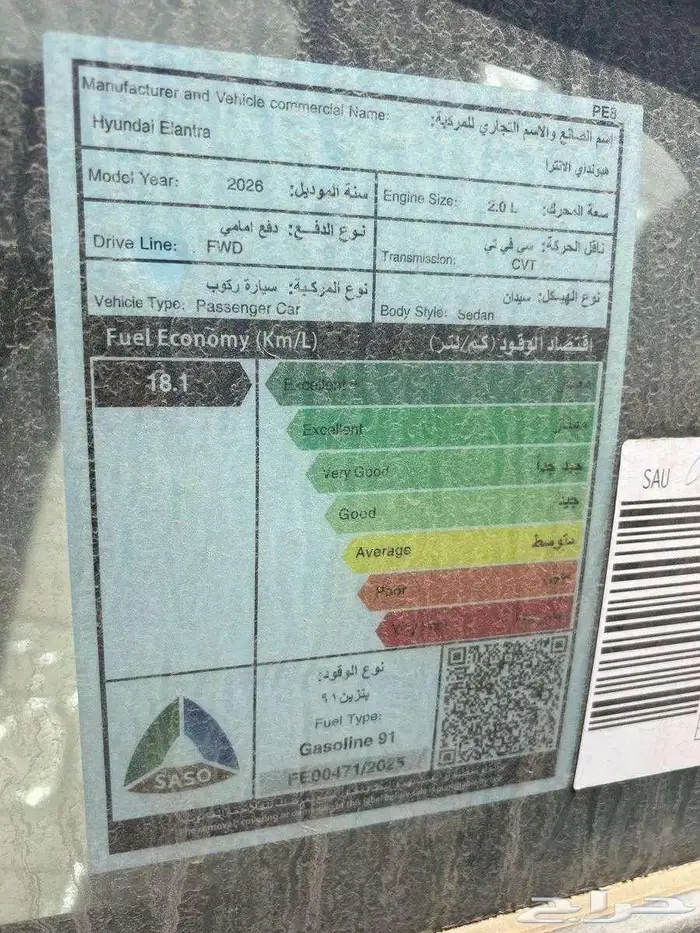 PE8
Manufacturer and Vehicle commercial Name: إسم الصانع والاسم التجاري للمركبة:
Hyundai Elantra هيونداي الانترا
Model Year: 2026 سنة الموديل:
Engine Size: 2.0 L سعة المحرك:
نوع الدفع: دفع امامي
Drive Line: FWD
ناقل الحركة: سي في تي
Transmission: CVT
نوع المركبة: سيارة ركوب
Vehicle Type: Passenger Car
نوع الهيكل: سيدان
Body Style: Sedan
Fuel Economy (Km/L) اقتصاد الوقود (كم/لتر)
18.1
Excellent +
Excellent ممتاز
Very Good جيد جداً
Good جيد
Average متوسط
Poor
نوع الوقود:
بنزين ٩١
Fuel Type:
Gasoline 91
FE00471/2025
SASO
SAU
حراج